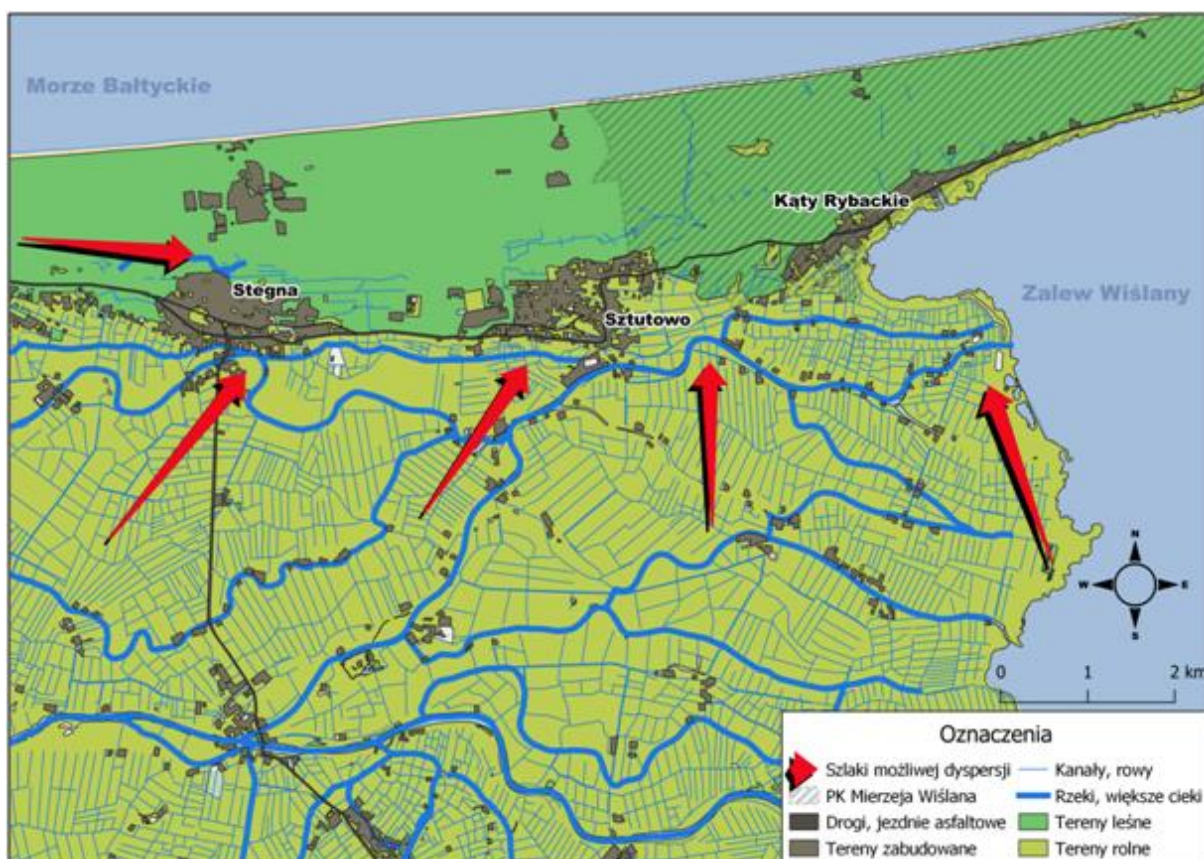 Morze Bałtyckie
Kąty Rybackie
Stegna
Zalew Wiślany
Sztutowo
N
W E
S
0 1 2 km
Oznaczenia
Szlaki możliwej dyspersji
Kanały, rowy
PK Mierzeja Wiślana
Rzeki, większe cieki
Drogi, jezdnie asfaltowe
Tereny leśne
Tereny zabudowane
Tereny rolne